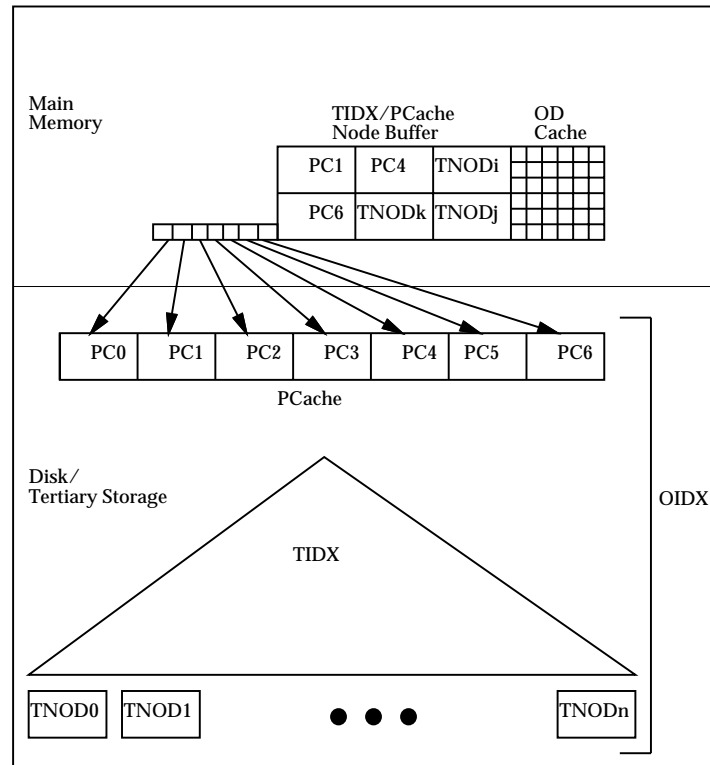 Main
Memory
TIDX/PCache
Node Buffer
OD
Cache
PC1 PC4 TNODi
PC6 TNODk TNODj
PC0 PC1 PC2 PC3 PC4 PC5 PC6
PCache
Disk/
Tertiary Storage
OIDX
TIDX
TNOD0 TNOD1 TNODn